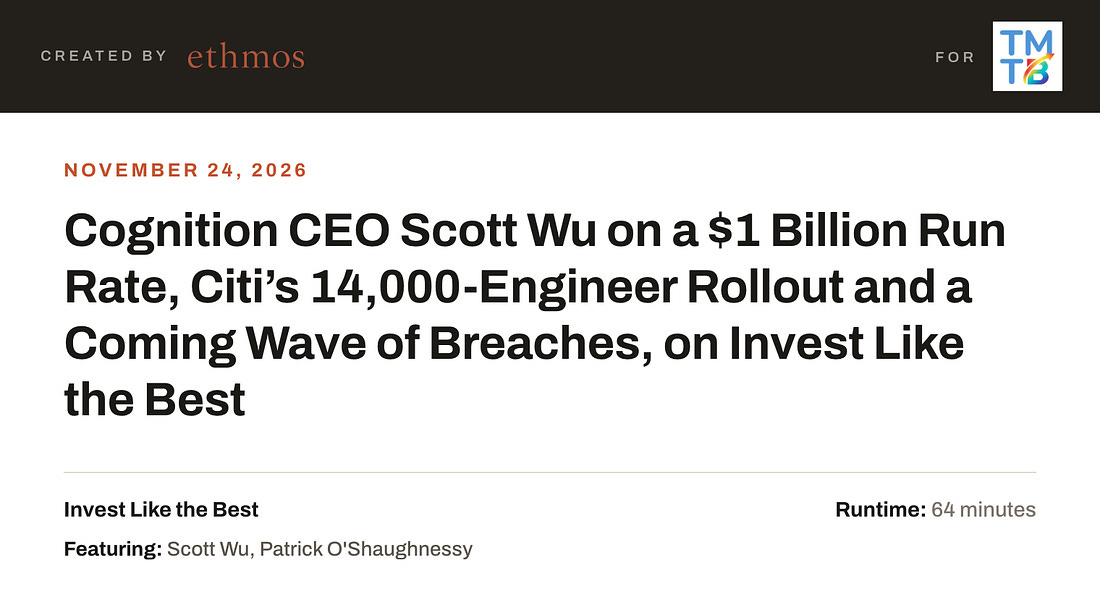 CREATED BY ethmos
FOR TMTB
NOVEMBER 24, 2026
Cognition CEO Scott Wu on a $1 Billion Run
Rate, Citi’s 14,000-Engineer Rollout and a
Coming Wave of Breaches, on Invest Like
the Best
Invest Like the Best
Runtime: 64 minutes
Featuring: Scott Wu, Patrick O'Shaughnessy